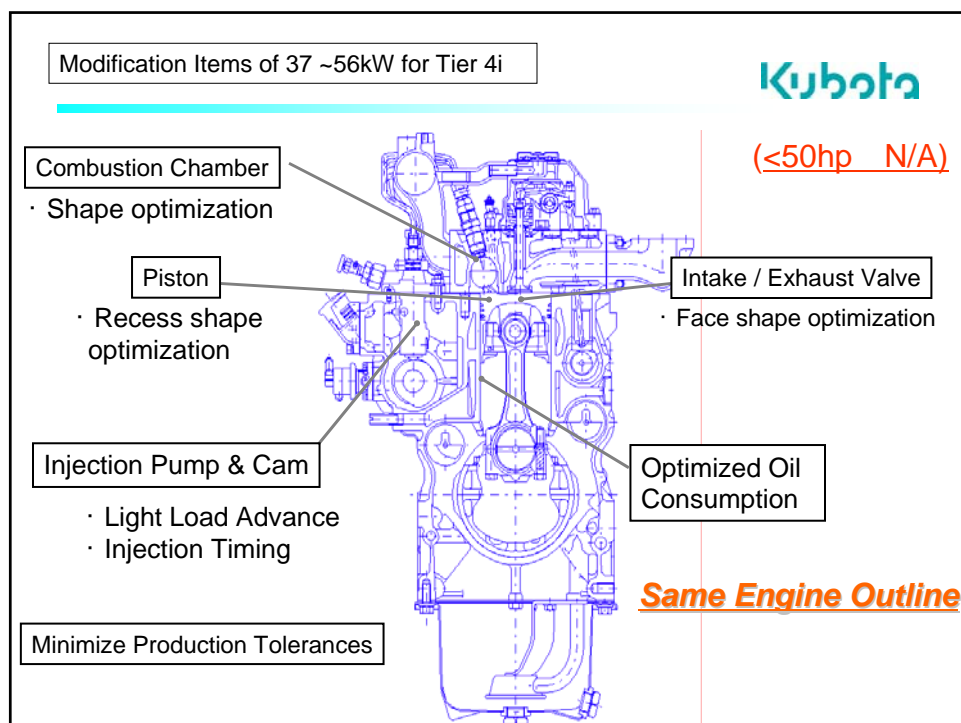 Modification Items of 37 ~56kW for Tier 4i
Kubota
(<50hp N/A)
Combustion Chamber
· Shape optimization
Piston
· Recess shape
optimization
Intake / Exhaust Valve
· Face shape optimization
Injection Pump & Cam
· Light Load Advance
· Injection Timing
Optimized Oil
Consumption
Same Engine Outline
Minimize Production Tolerances